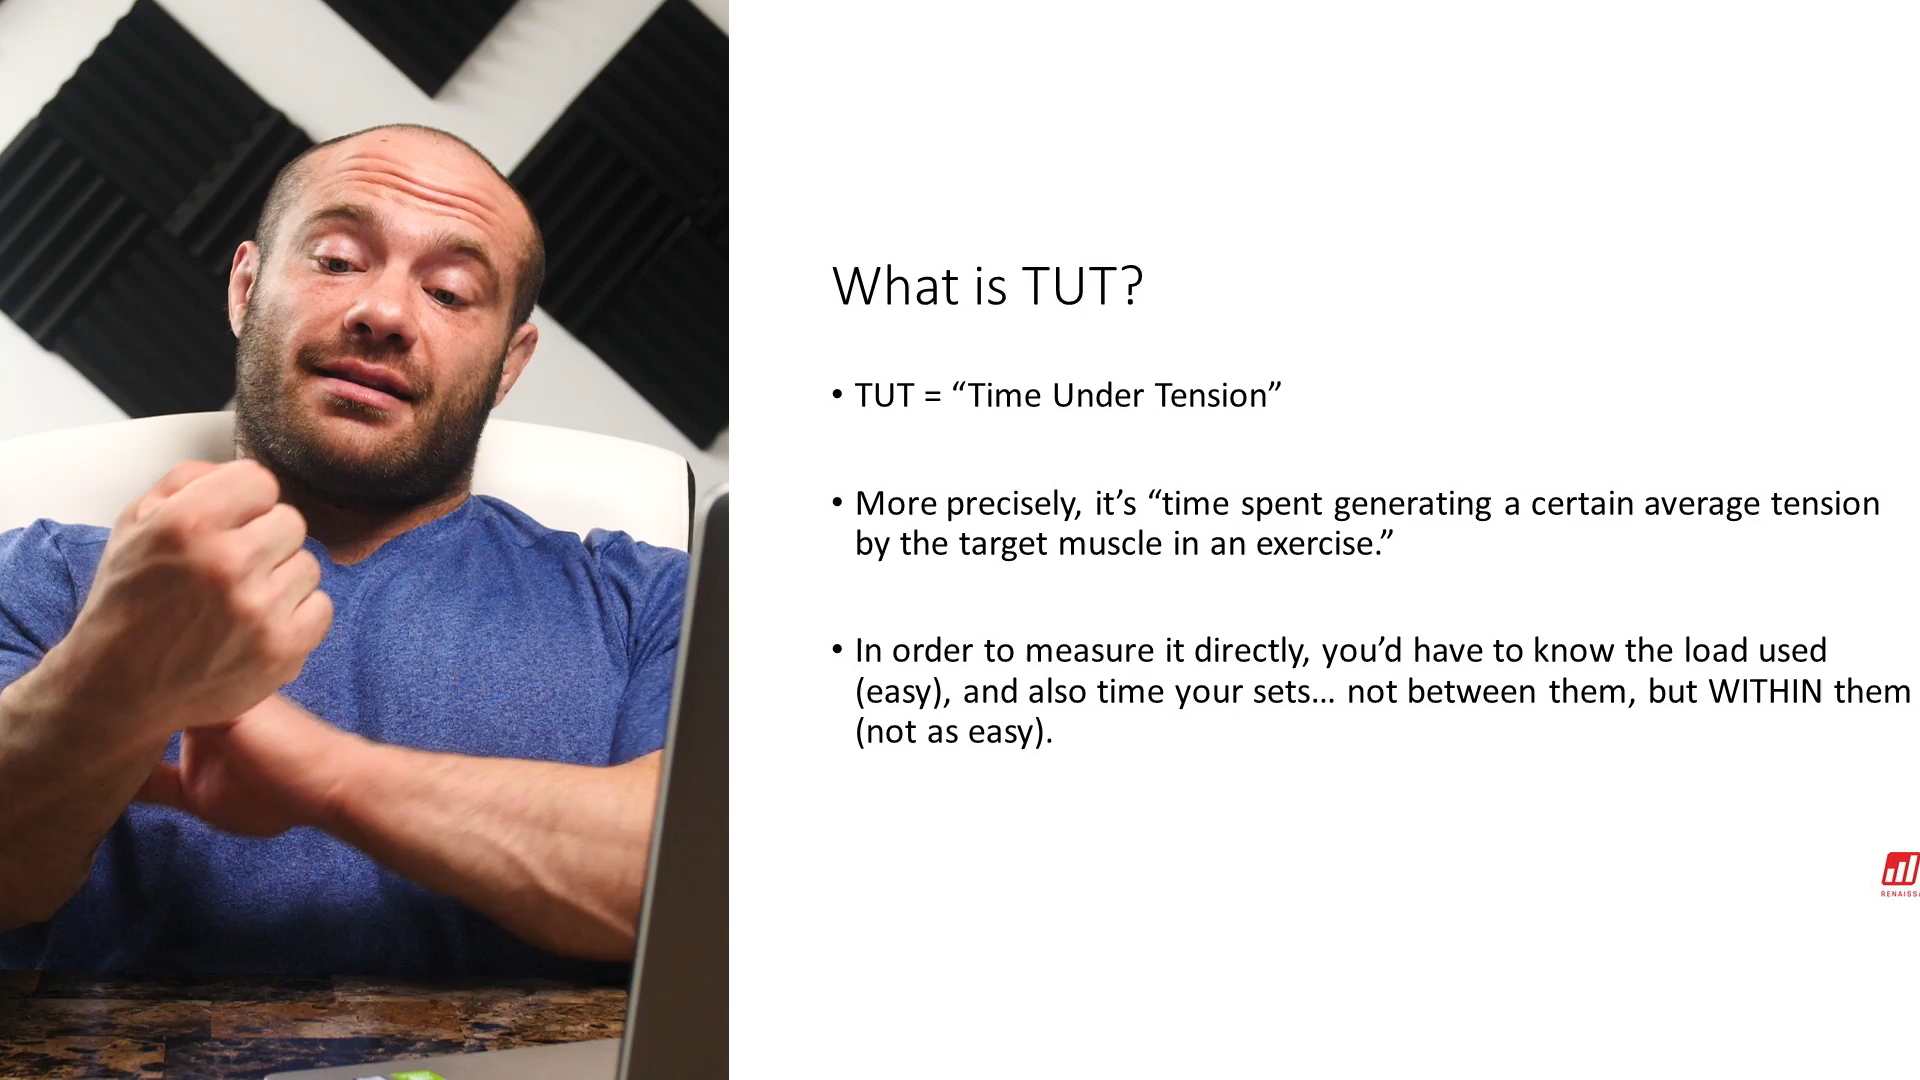 What is TUT?
• TUT = “Time Under Tension”
• More precisely, it’s “time spent generating a certain average tension
by the target muscle in an exercise.”
• In order to measure it directly, you’d have to know the load used
(easy), and also time your sets… not between them, but WITHIN them
(not as easy).